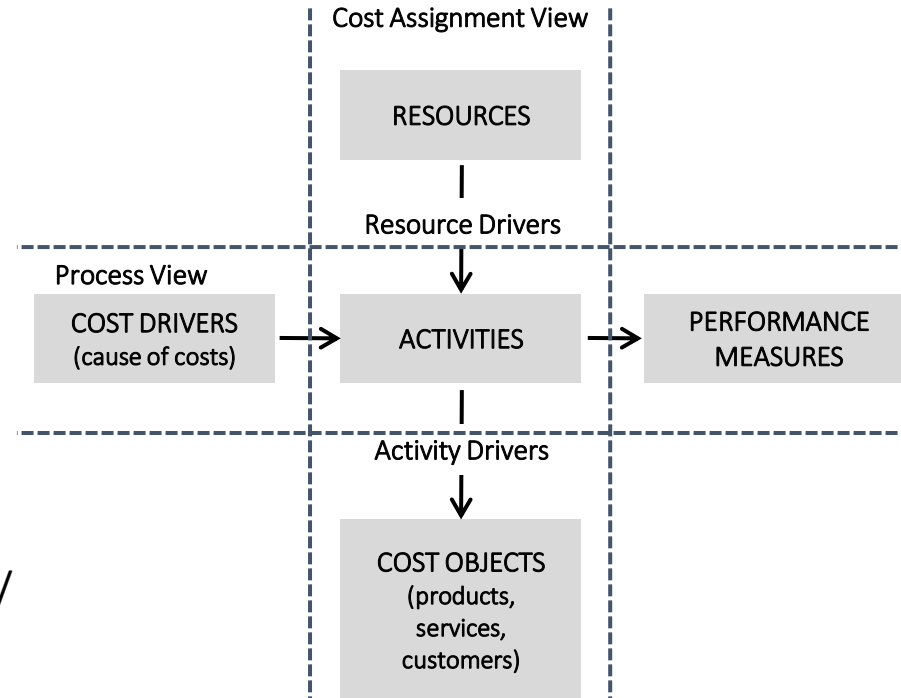 Cost Assignment View
RESOURCES
Resource Drivers
Process View
COST DRIVERS
(cause of costs)
ACTIVITIES
PERFORMANCE
MEASURES
Activity Drivers
COST OBJECTS
(products,
services,
customers)
/